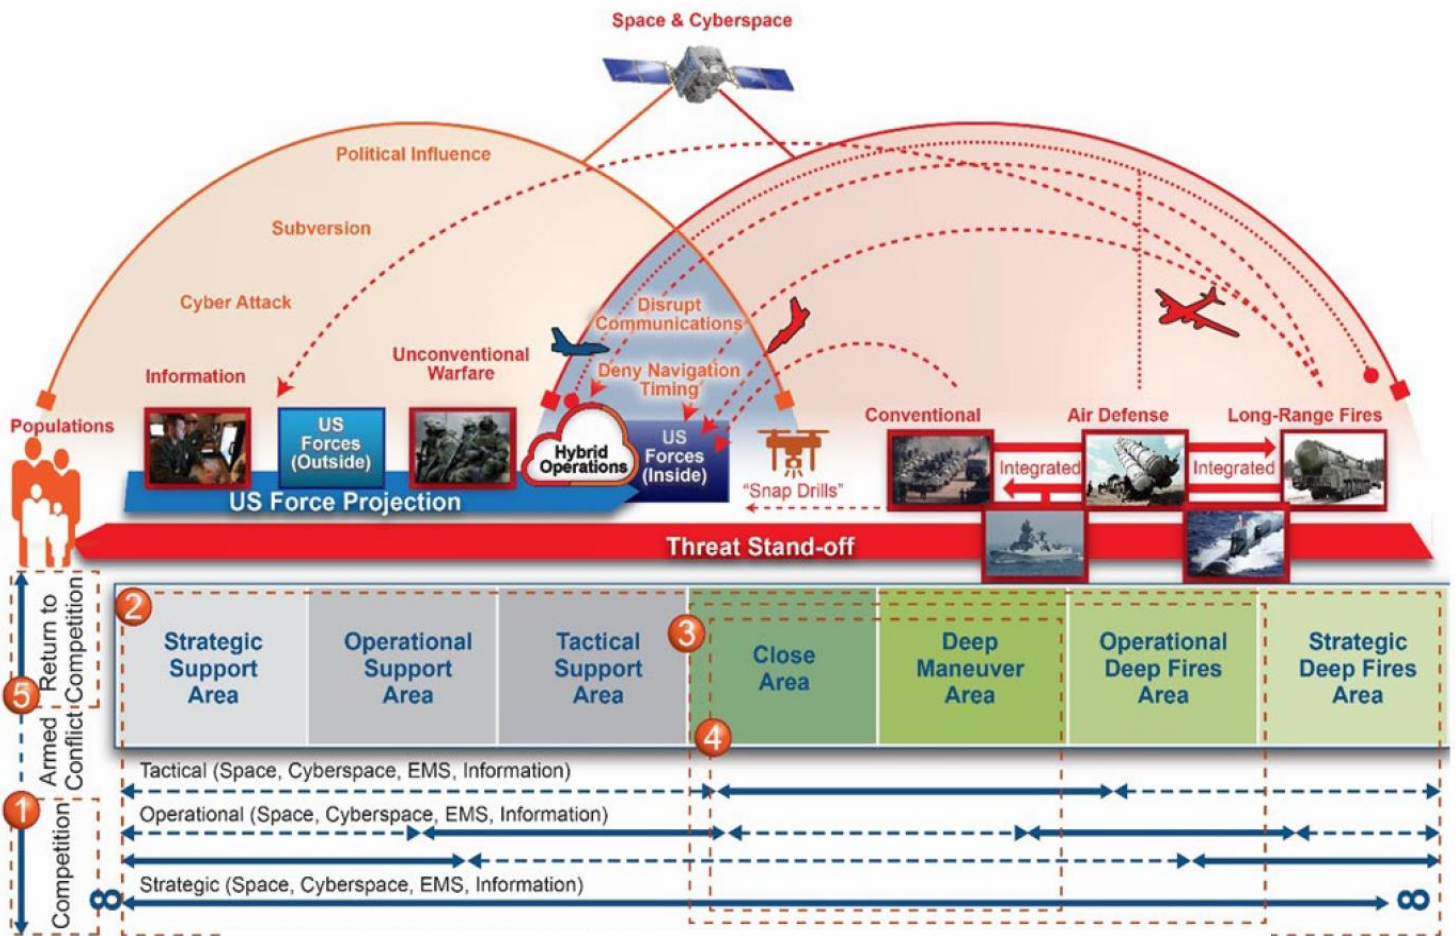 Space & Cyberspace
Political Influence
Subversion
Cyber Attack
Disrupt
Communications
Deny Navigation
Timing
Information
Unconventional
Warfare
Populations
US
Forces
(Outside)
Hybrid
Operations
US
Forces
(Inside)
"Snap Drills"
Conventional
Air Defense
Long-Range Fires
Integrated
Integrated
US Force Projection
Threat Stand-off
Return to
Competition
5
Armed
Conflict
1
Competition
2
Strategic
Support
Area
Operational
Support
Area
Tactical
Support
Area
3
Close
Area
4
Deep
Maneuver
Area
Operational
Deep Fires
Area
Strategic
Deep Fires
Area
Tactical (Space, Cyberspace, EMS, Information)
Operational (Space, Cyberspace, EMS, Information)
Strategic (Space, Cyberspace, EMS, Information)
∞
∞